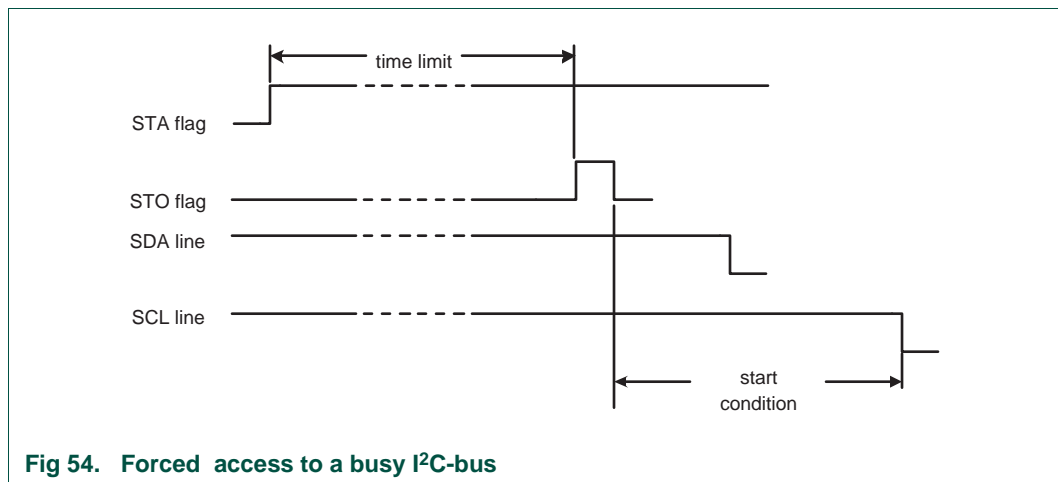 time limit
STA flag
STO flag
SDA line
SCL line
start
condition
Fig 54. Forced access to a busy I²C-bus